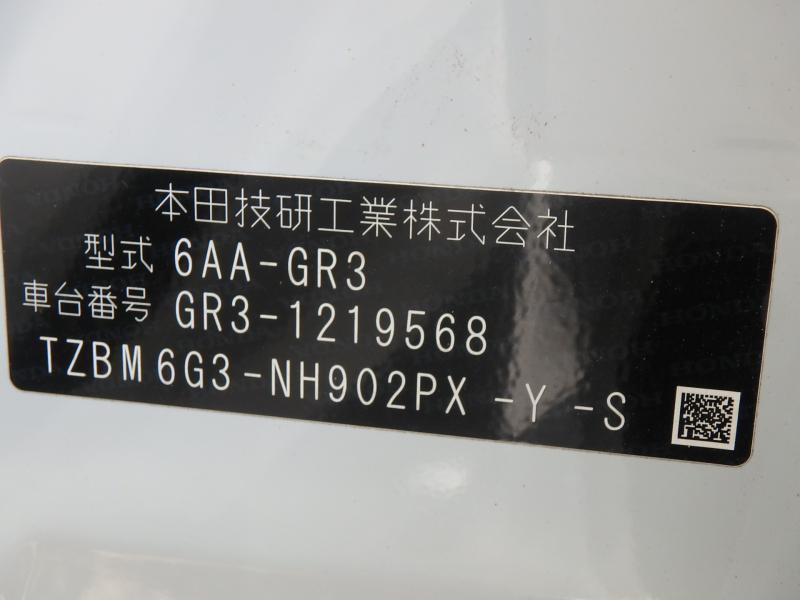 本田技研工業株式会社
型式 6AA-GR3
車台番号 GR3-1219568
TZBM6G3-NH902PX -Y -S